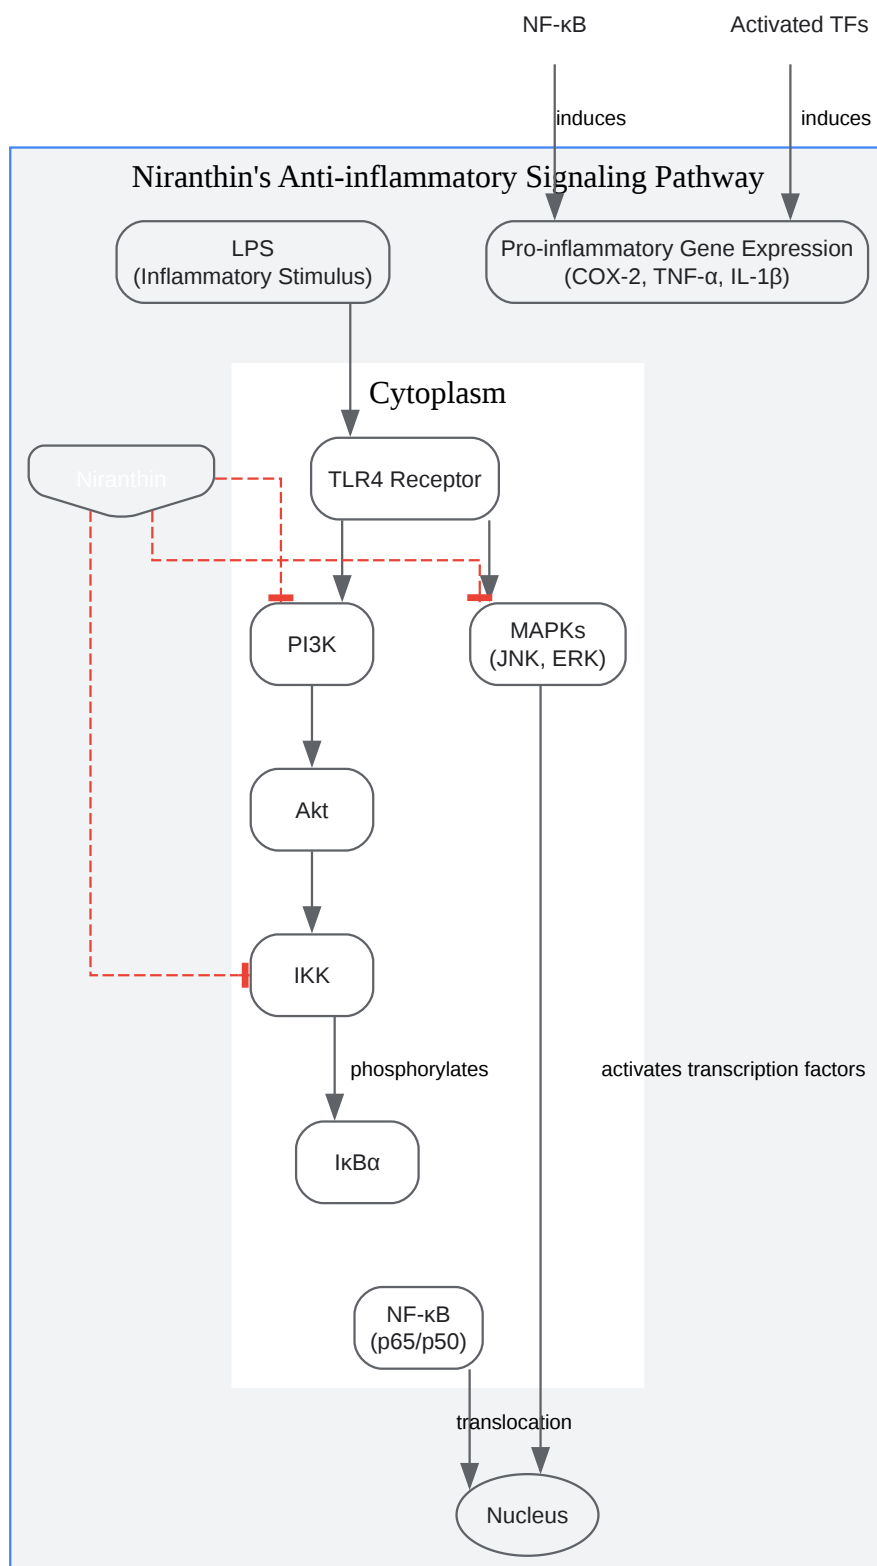 NF-κB
Activated TFs
induces
induces
Niranthin's Anti-inflammatory Signaling Pathway
LPS
(Inflammatory Stimulus)
Pro-inflammatory Gene Expression
(COX-2, TNF-α, IL-1β)
Cytoplasm
Niranthin
TLR4 Receptor
PI3K
MAPKs
(JNK, ERK)
Akt
IKK
phosphorylates
activates transcription factors
IκBα
NF-κB
(p65/p50)
translocation
Nucleus